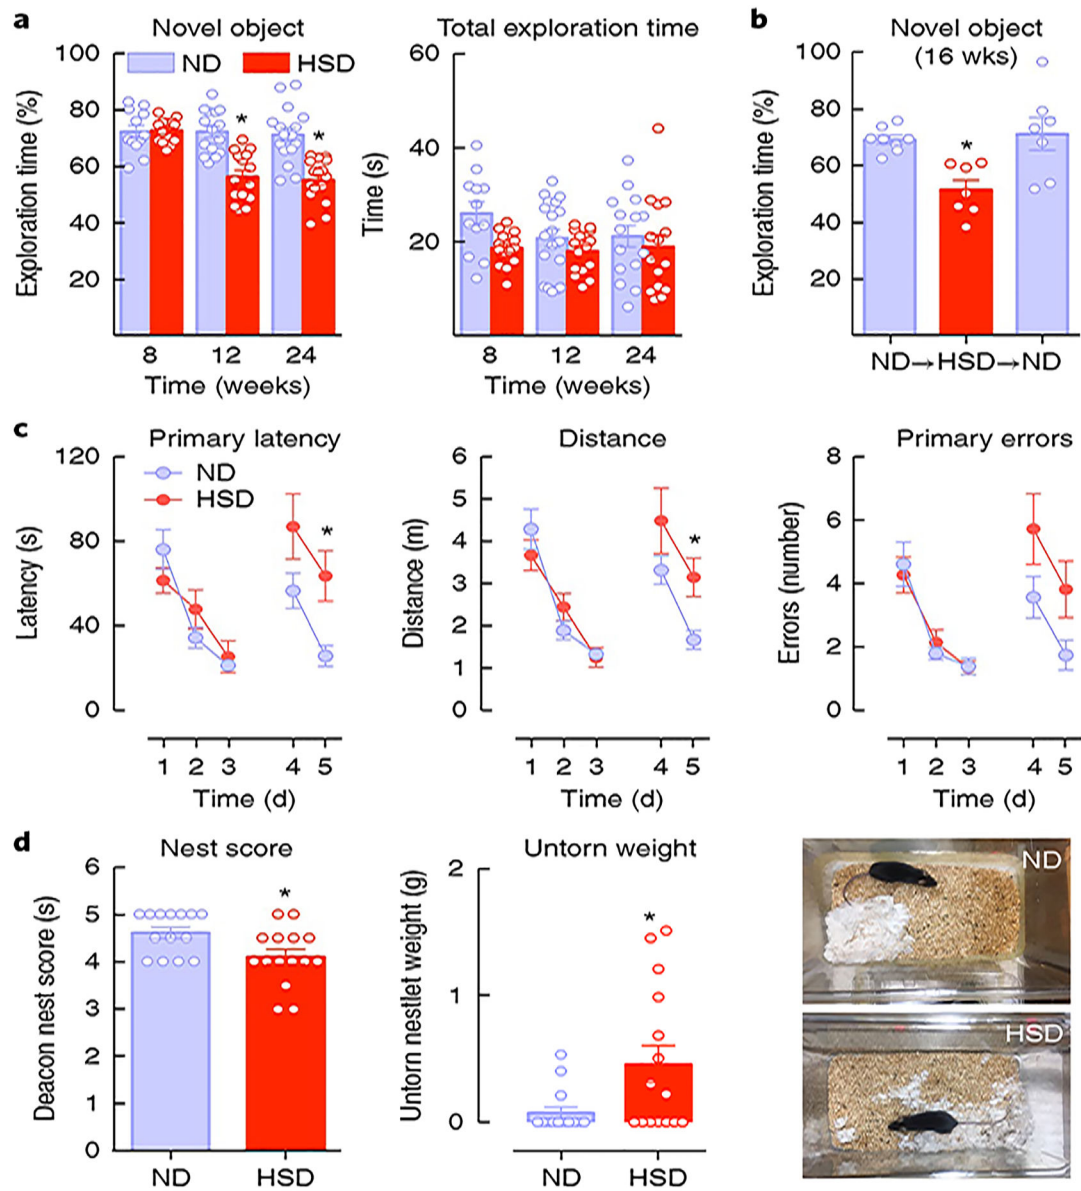 a
Novel object
ND
HSD
Exploration time (%)
100
80
60
40
20
*
*
8
12
24
Time (weeks)
Total exploration time
Time (s)
60
40
20
8
12
24
Time (weeks)
b
Novel object
(16 wks)
Exploration time (%)
100
80
60
40
20
*
ND→HSD→ND
c
Primary latency
ND
HSD
Latency (s)
120
80
40
0
*
1 2 3 4 5
Time (d)
Distance
Distance (m)
6
5
4
3
2
1
0
*
1 2 3 4 5
Time (d)
Primary errors
Errors (number)
8
6
4
2
0
1 2 3 4 5
Time (d)
d
Nest score
Deacon nest score (s)
6
5
4
3
2
1
0
*
ND
HSD
Untorn weight
Untorn nestlet weight (g)
2
1
0
*
ND
HSD
ND
HSD